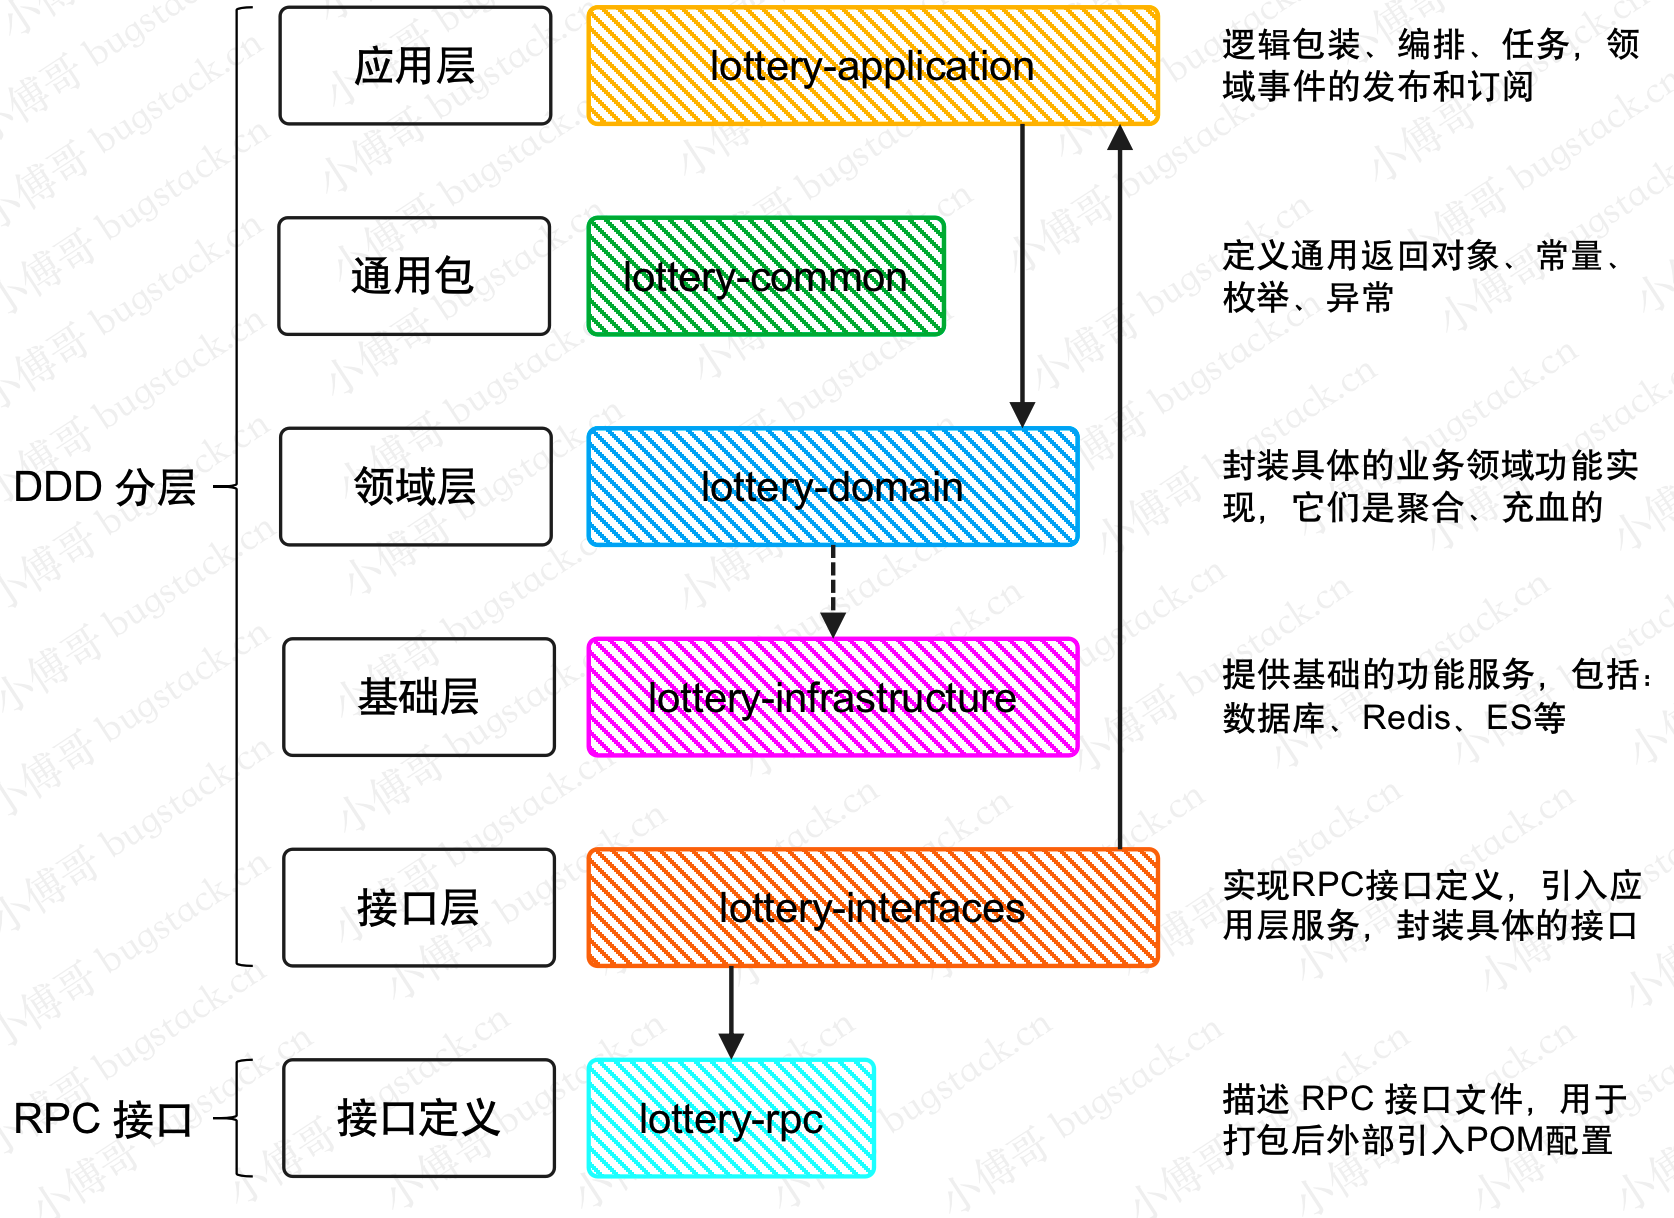 应用层
lottery-application
逻辑包装、编排、任务，领
域事件的发布和订阅
通用包
lottery-common
定义通用返回对象、常量、
枚举、异常
DDD 分层
领域层
lottery-domain
封装具体的业务领域功能实
现，它们是聚合、充血的
基础层
lottery-infrastructure
提供基础的功能服务，包括：
数据库、Redis、ES等
接口层
lottery-interfaces
实现RPC接口定义，引入应
用层服务，封装具体的接口
RPC 接口
接口定义
lottery-rpc
描述 RPC 接口文件，用于
打包后外部引入POM配置
小傅哥 bugstack.cn